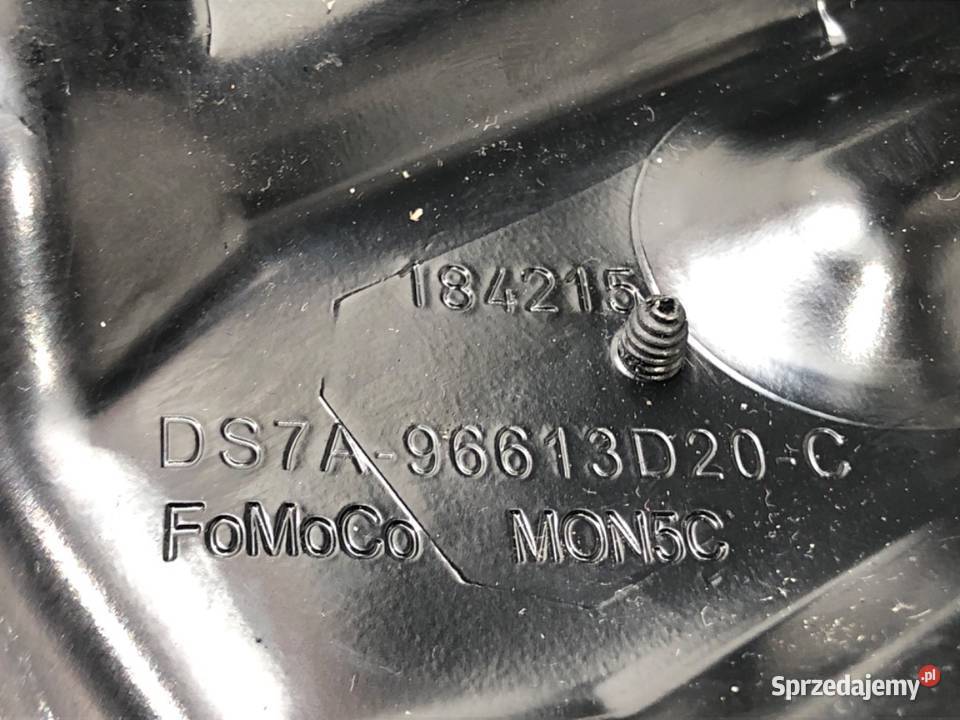 184215
DS7A-96613D20-C
FoMoCo MON5C
Sprzedajemy.pl